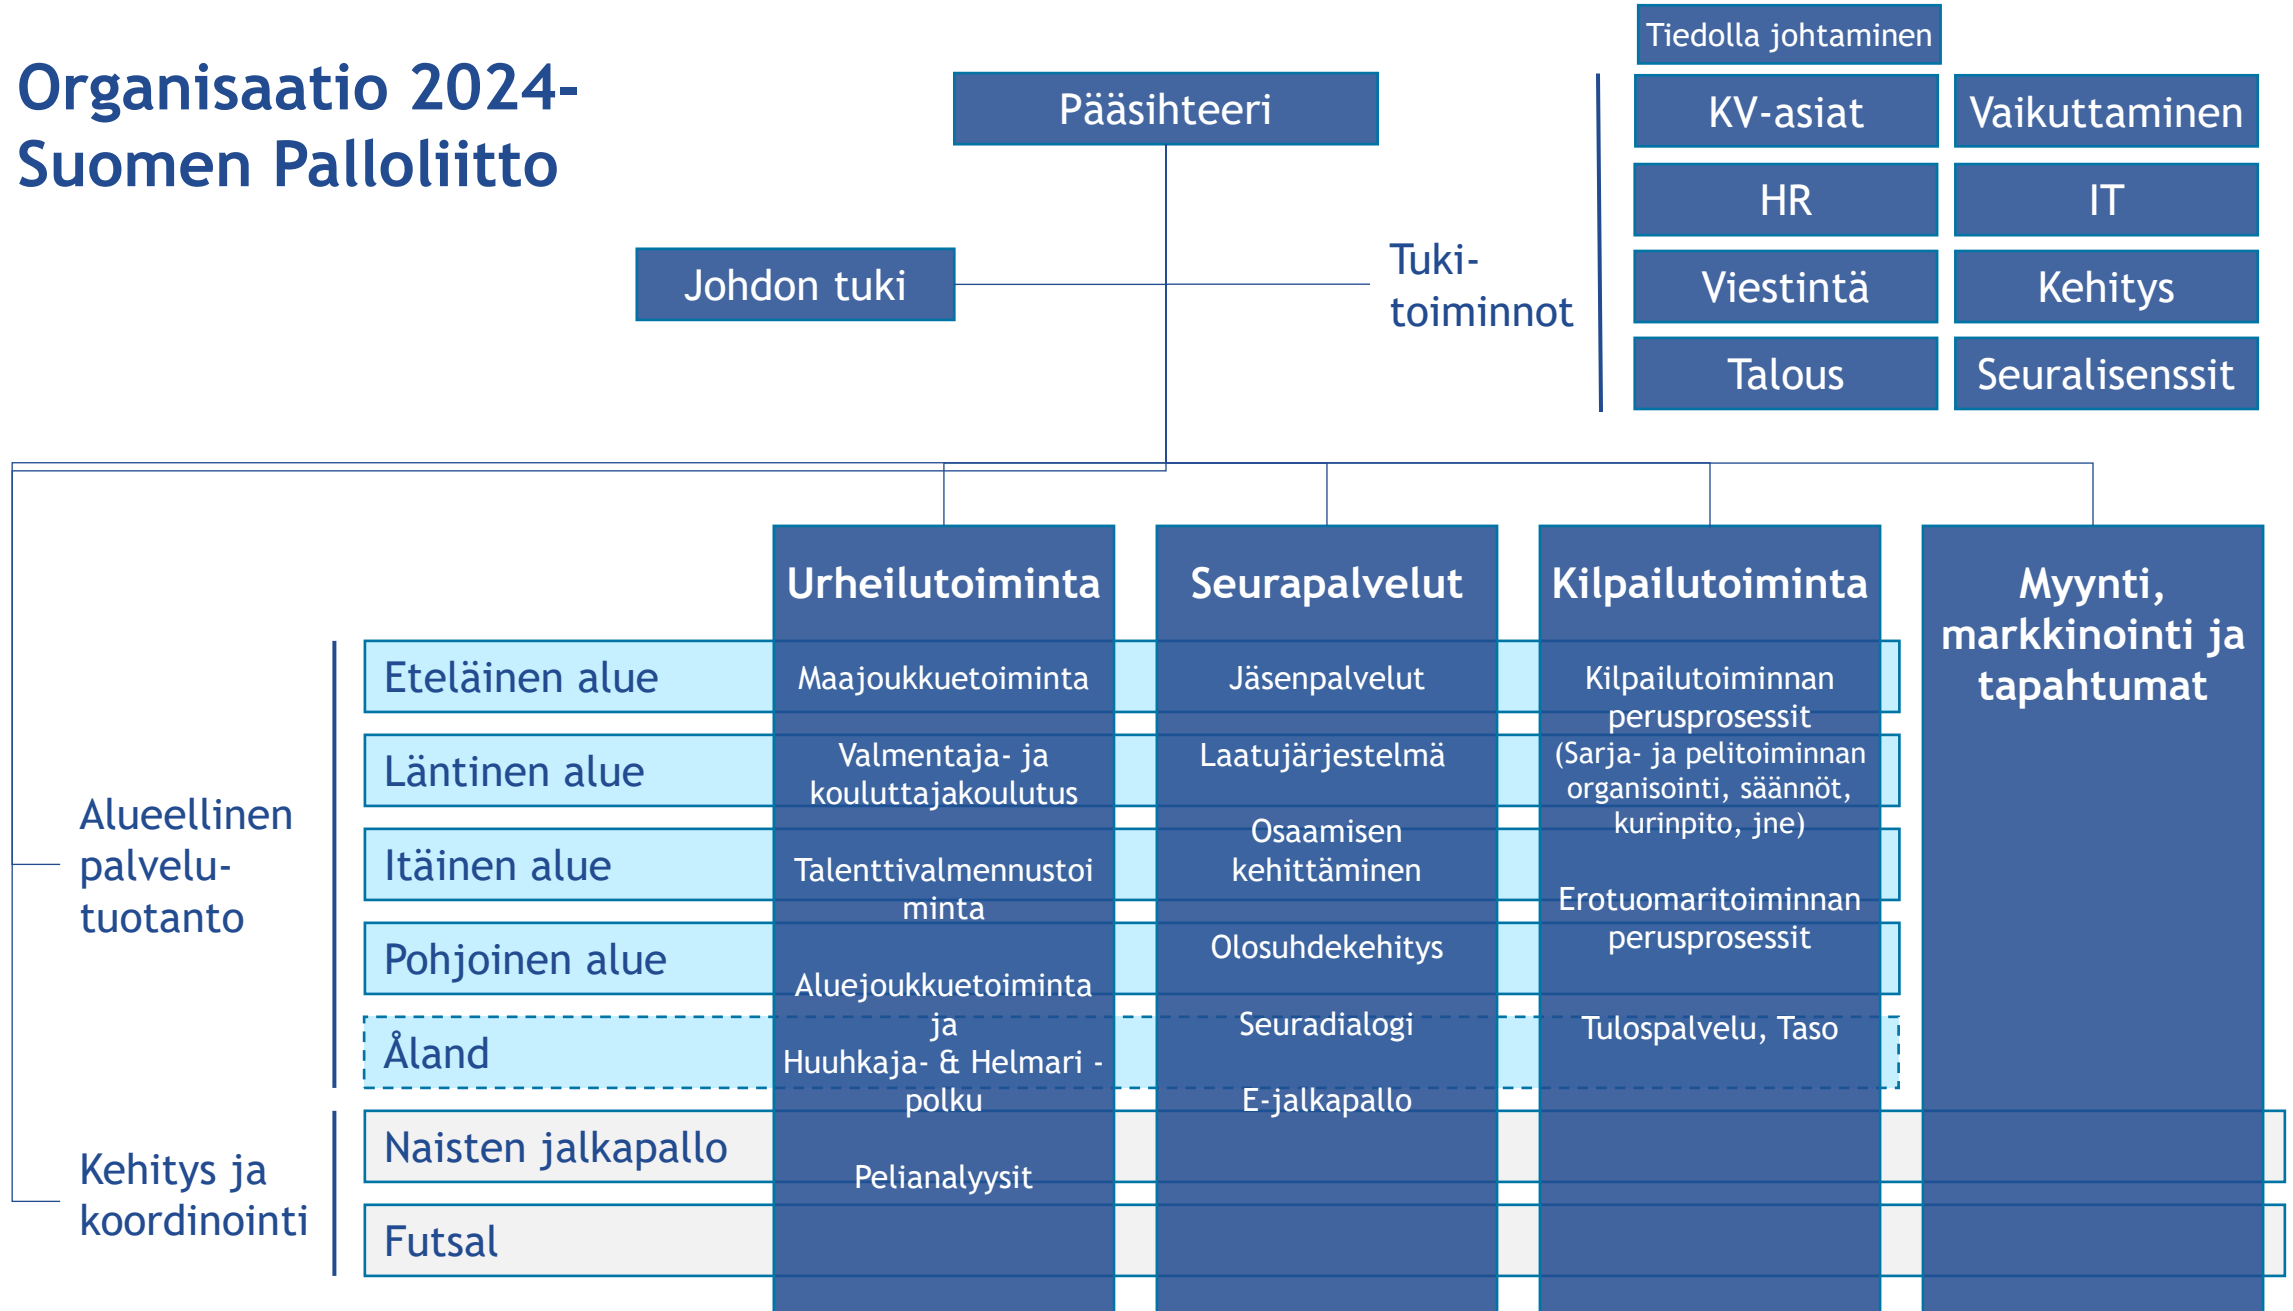 Organisaatio 2024-
Suomen Palloliitto
Pääsihteeri
Johdon tuki
Tuki-
toiminnot
Tiedolla johtaminen
KV-asiat
Vaikuttaminen
HR
IT
Viestintä
Kehitys
Talous
Seuralisenssit
Alueellinen
palvelu-
tuotanto
Kehitys ja
koordinointi
Eteläinen alue
Läntinen alue
Itäinen alue
Pohjoinen alue
Åland
Naisten jalkapallo
Futsal
Urheilutoiminta
Maajoukkuetoiminta
Valmentaja- ja
kouluttajakoulutus
Talenttivalmennustoi
minta
Aluejoukkuetoiminta
ja
Huuhkaja- & Helmari -
polku
Pelianalyysit
Seurapalvelut
Jäsenpalvelut
Laatujärjestelmä
Osaamisen
kehittäminen
Olosuhdekehitys
Seuradialogi
E-jalkapallo
Kilpailutoiminta
Kilpailutoiminnan
perusprosessit
(Sarja- ja pelitoiminnan
organisointi, säännöt,
kurinpito, jne)
Erotuomaritoiminnan
perusprosessit
Tulospalvelu, Taso
Myynti,
markkinointi ja
tapahtumat